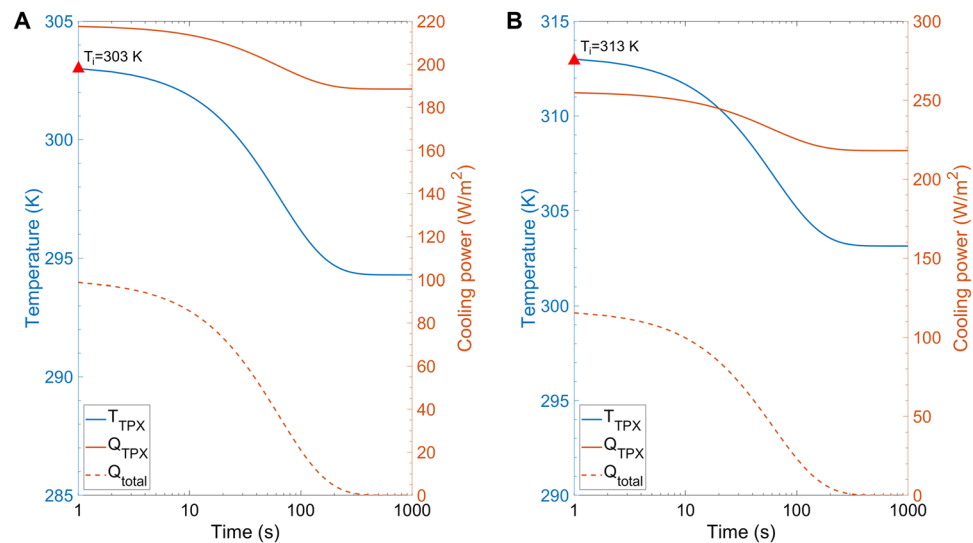 A
B
305
300
295
290
285
Temperature (K)
T_i=303 K
220
200
180
160
140
120
100
80
60
40
20
0
Cooling power (W/m²)
T_TPX
Q_TPX
Q_total
1
10
100
1000
Time (s)
315
310
305
300
295
290
Temperature (K)
T_i=313 K
300
250
200
150
100
50
0
Cooling power (W/m²)
T_TPX
Q_TPX
Q_total
1
10
100
1000
Time (s)